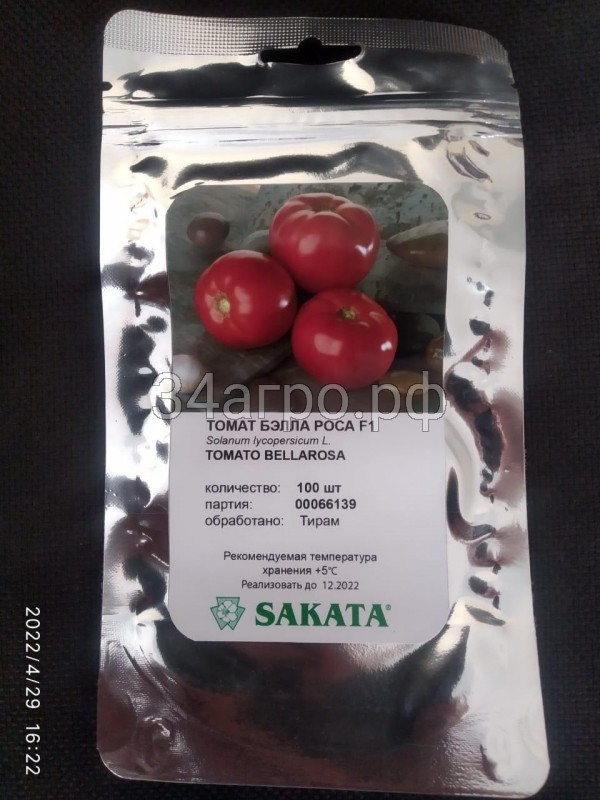 34агро.рф
ТОМАТ БЭЛЛА РОСА F1
Solanum lycopersicum L.
TOMATO BELLAROSA
количество: 100 шт
партия: 00066139
обработано: Тирам
Рекомендуемая температура
хранения +5℃
Реализовать до 12.2022
SAKATA®
2022/4/29 16:22